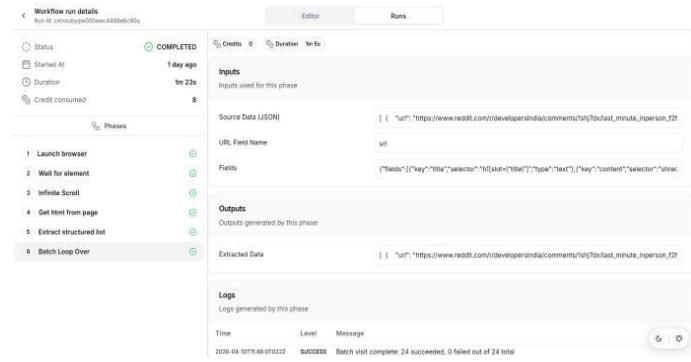 Workflow run details
Editor
Runs
Status
COMPLETED
Started At
1 day ago
Duration
1m 23s
Credit consumed
8
Phases
1 Launch browser
2 Wait for element
3 Infinite Scroll
4 Get html from page
5 Extract structured list
6 Batch Loop Over
Credits 0
Duration 1m 5s
Inputs
Inputs used for this phase
Source Data (JSON)
[ { "url": "https://www.reddit.com/r/developersIndia/comments/1shj7dx/last_minute_inperson_f2f
URL Field Name
url
Fields
{"fields":[{"key":"title","selector":"h1[slot=\"title\"]","type":"text"},{"key":"content","selector":"shrec
Outputs
Outputs generated by this phase
Extracted Data
[ { "url": "https://www.reddit.com/r/developersIndia/comments/1shj7dx/last_minute_inperson_f2f
Logs
Logs generated by this phase
Time Level Message
2026-04-10T11:48:07.022Z SUCCESS Batch visit complete: 24 succeeded, 0 failed out of 24 total